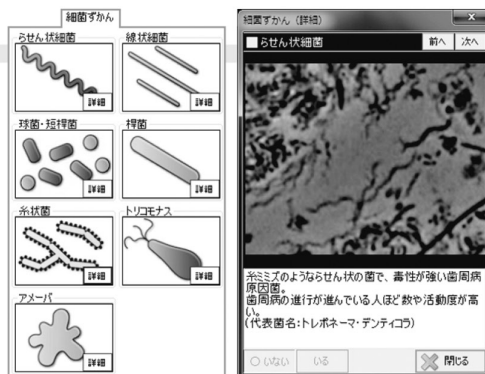 細菌ずかん
らせん状細菌
詳細
線状細菌
詳細
球菌・短桿菌
詳細
桿菌
詳細
糸状菌
詳細
トリコモナス
詳細
アメーバ
詳細
細菌ずかん (詳細)
x
らせん状細菌
前へ 次へ
糸ミミズのようならせん状の菌で、毒性が強い歯周病
原因菌。
歯周病の進行が進んでいる人ほど数や活動度が高
い。
(代表菌名:トレポネーマ・デンティコラ)
いない いる
閉じる